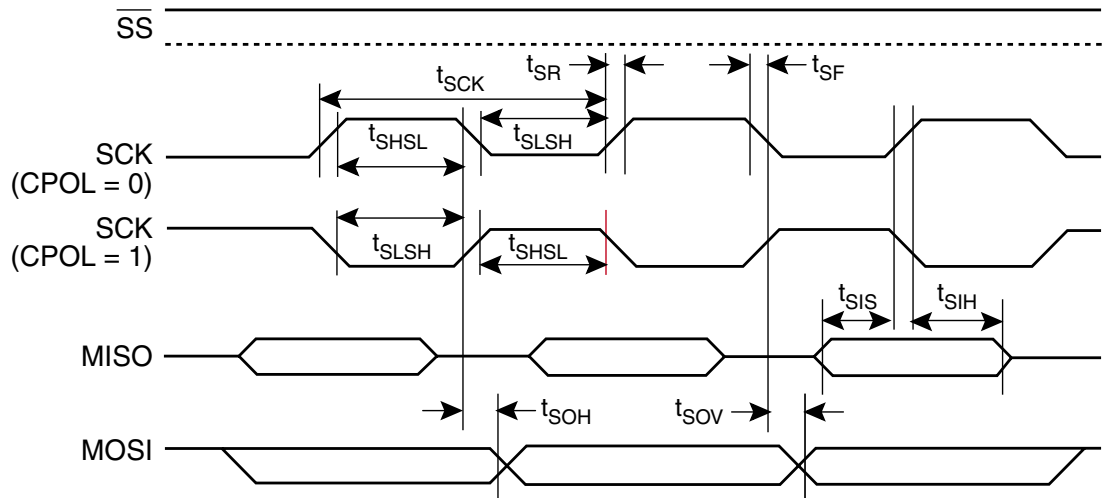 SS
tSCK
tSR
tSF
SCK
(CPOL = 0)
tSHSL
tSLSH
SCK
(CPOL = 1)
tSLSH
tSHSL
tSIS
tSIH
MISO
tSOH
tSOV
MOSI